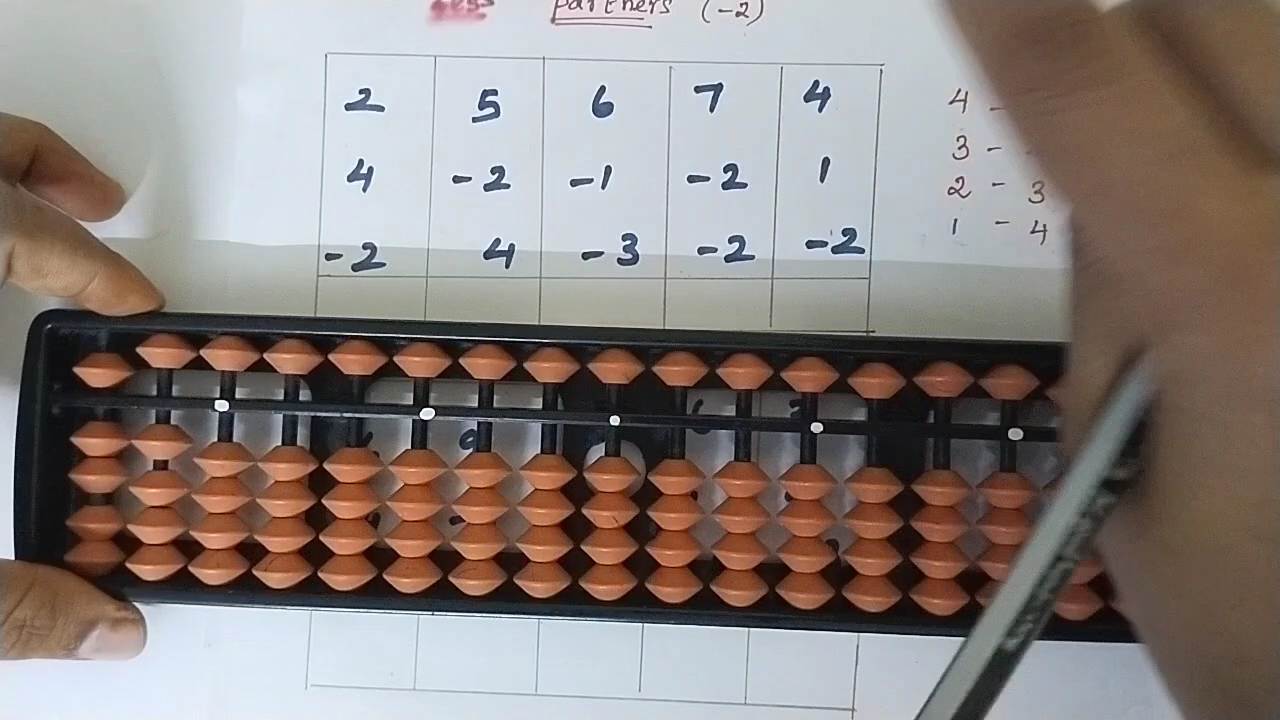 Partners (-2)
2 5 6 7 4
4 -2 -1 -2 1
-2 4 -3 -2 -2
4 -
3 -
2 - 3
1 - 4